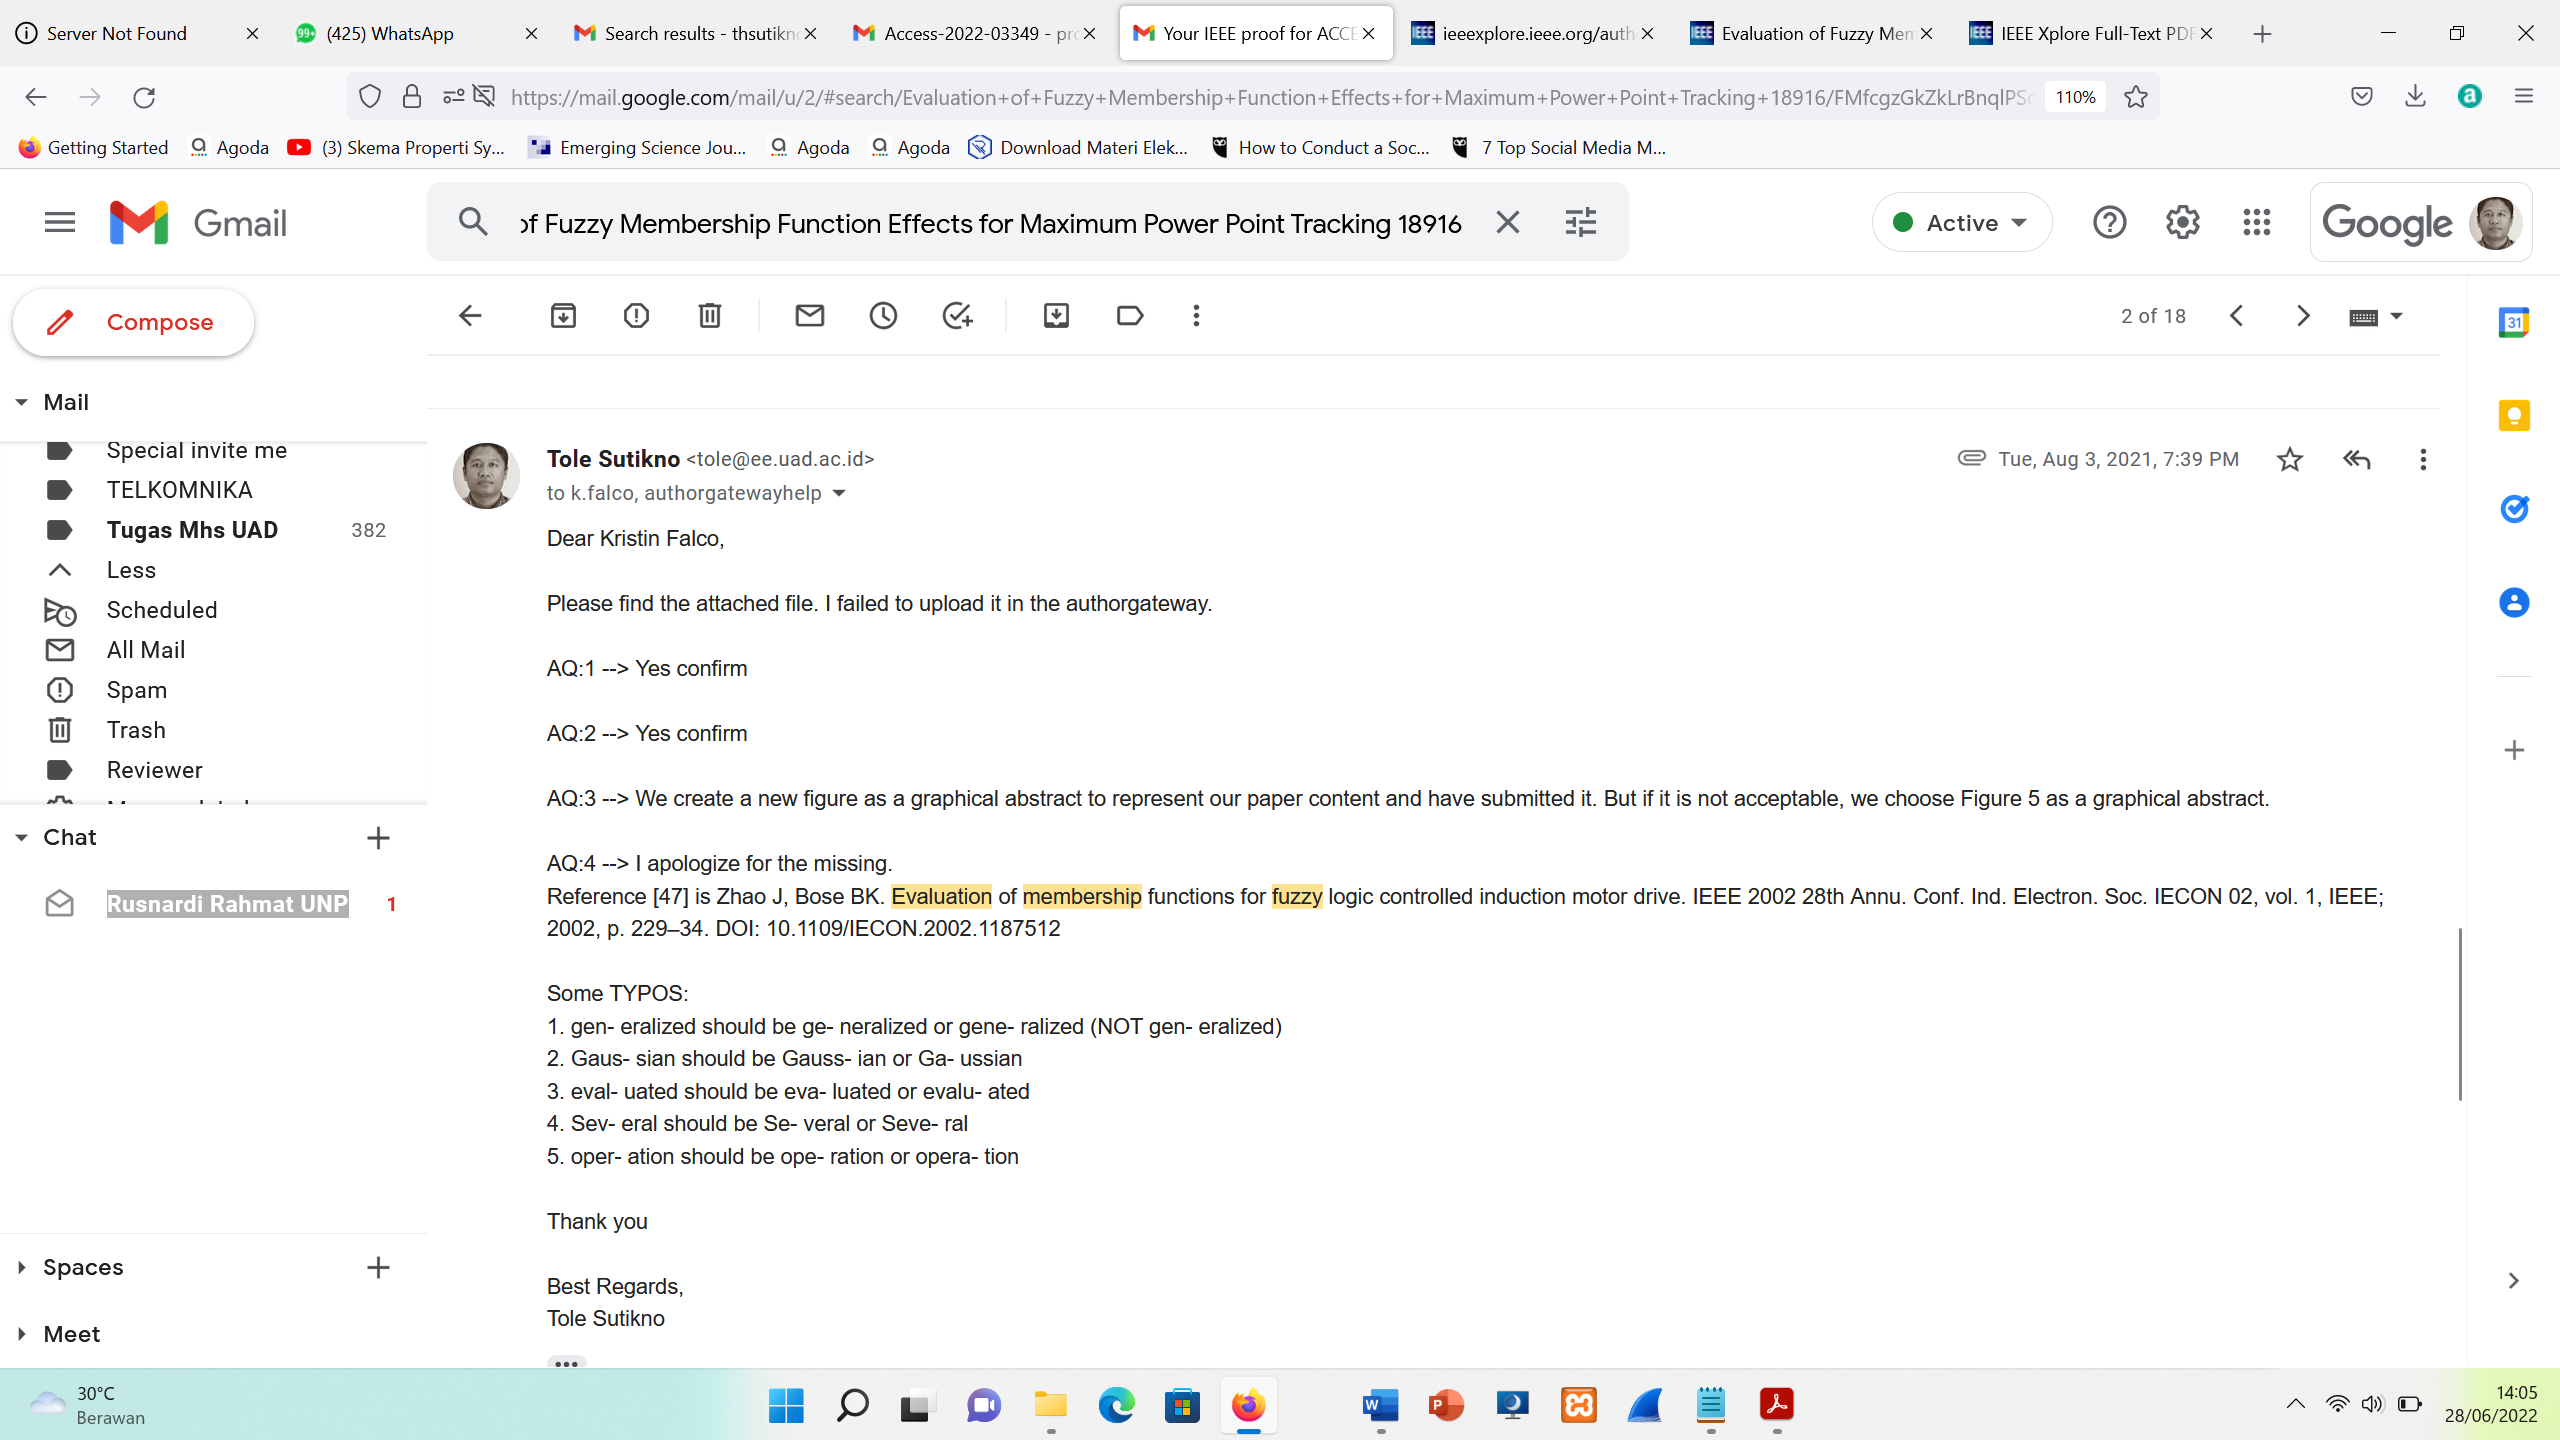 Server Not Found
(425) WhatsApp
Search results - thsutikn
Access-2022-03349 - pr
Your IEEE proof for ACCE
ieeexplore.ieee.org/auth
Evaluation of Fuzzy Mem
IEEE Xplore Full-Text PDF
https://mail.google.com/mail/u/2/#search/Evaluation+of+Fuzzy+Membership+Function+Effects+for+Maximum+Power+Point+Tracking+18916/FMfcgzGkZkLrBnqlPSc
110%
Getting Started
Agoda
(3) Skema Properti Sy...
Emerging Science Jou...
Agoda
Agoda
Download Materi Elek...
How to Conduct a Soc...
7 Top Social Media M...
Gmail
of Fuzzy Membership Function Effects for Maximum Power Point Tracking 18916
Active
Google
Compose
2 of 18
31
Mail
Special invite me
TELKOMNIKA
Tugas Mhs UAD 382
Less
Scheduled
All Mail
Spam
Trash
Reviewer
Chat
Rusnardi Rahmat UNP 1
Spaces
Meet
Tole Sutikno <tole@ee.uad.ac.id>
Tue, Aug 3, 2021, 7:39 PM
to k.falco, authorgatewayhelp
Dear Kristin Falco,
Please find the attached file. I failed to upload it in the authorgateway.
AQ:1 --> Yes confirm
AQ:2 --> Yes confirm
AQ:3 --> We create a new figure as a graphical abstract to represent our paper content and have submitted it. But if it is not acceptable, we choose Figure 5 as a graphical abstract.
AQ:4 --> I apologize for the missing.
Reference [47] is Zhao J, Bose BK. Evaluation of membership functions for fuzzy logic controlled induction motor drive. IEEE 2002 28th Annu. Conf. Ind. Electron. Soc. IECON 02, vol. 1, IEEE;
2002, p. 229–34. DOI: 10.1109/IECON.2002.1187512
Some TYPOS:
1. gen- eralized should be ge- neralized or gene- ralized (NOT gen- eralized)
2. Gaus- sian should be Gauss- ian or Ga- ussian
3. eval- uated should be eva- luated or evalu- ated
4. Sev- eral should be Se- veral or Seve- ral
5. oper- ation should be ope- ration or opera- tion
Thank you
Best Regards,
Tole Sutikno
30°C
Berawan
14:05
28/06/2022